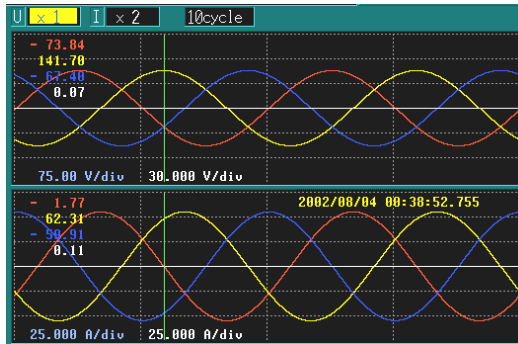 U x 1 I x 2 10cycle
- 73.84
141.70
- 67.40
0.07
75.00 V/div 30.000 V/div
- 1.77 2002/08/04 00:38:52.755
62.31
- 59.91
0.11
25.000 A/div 25.000 A/div